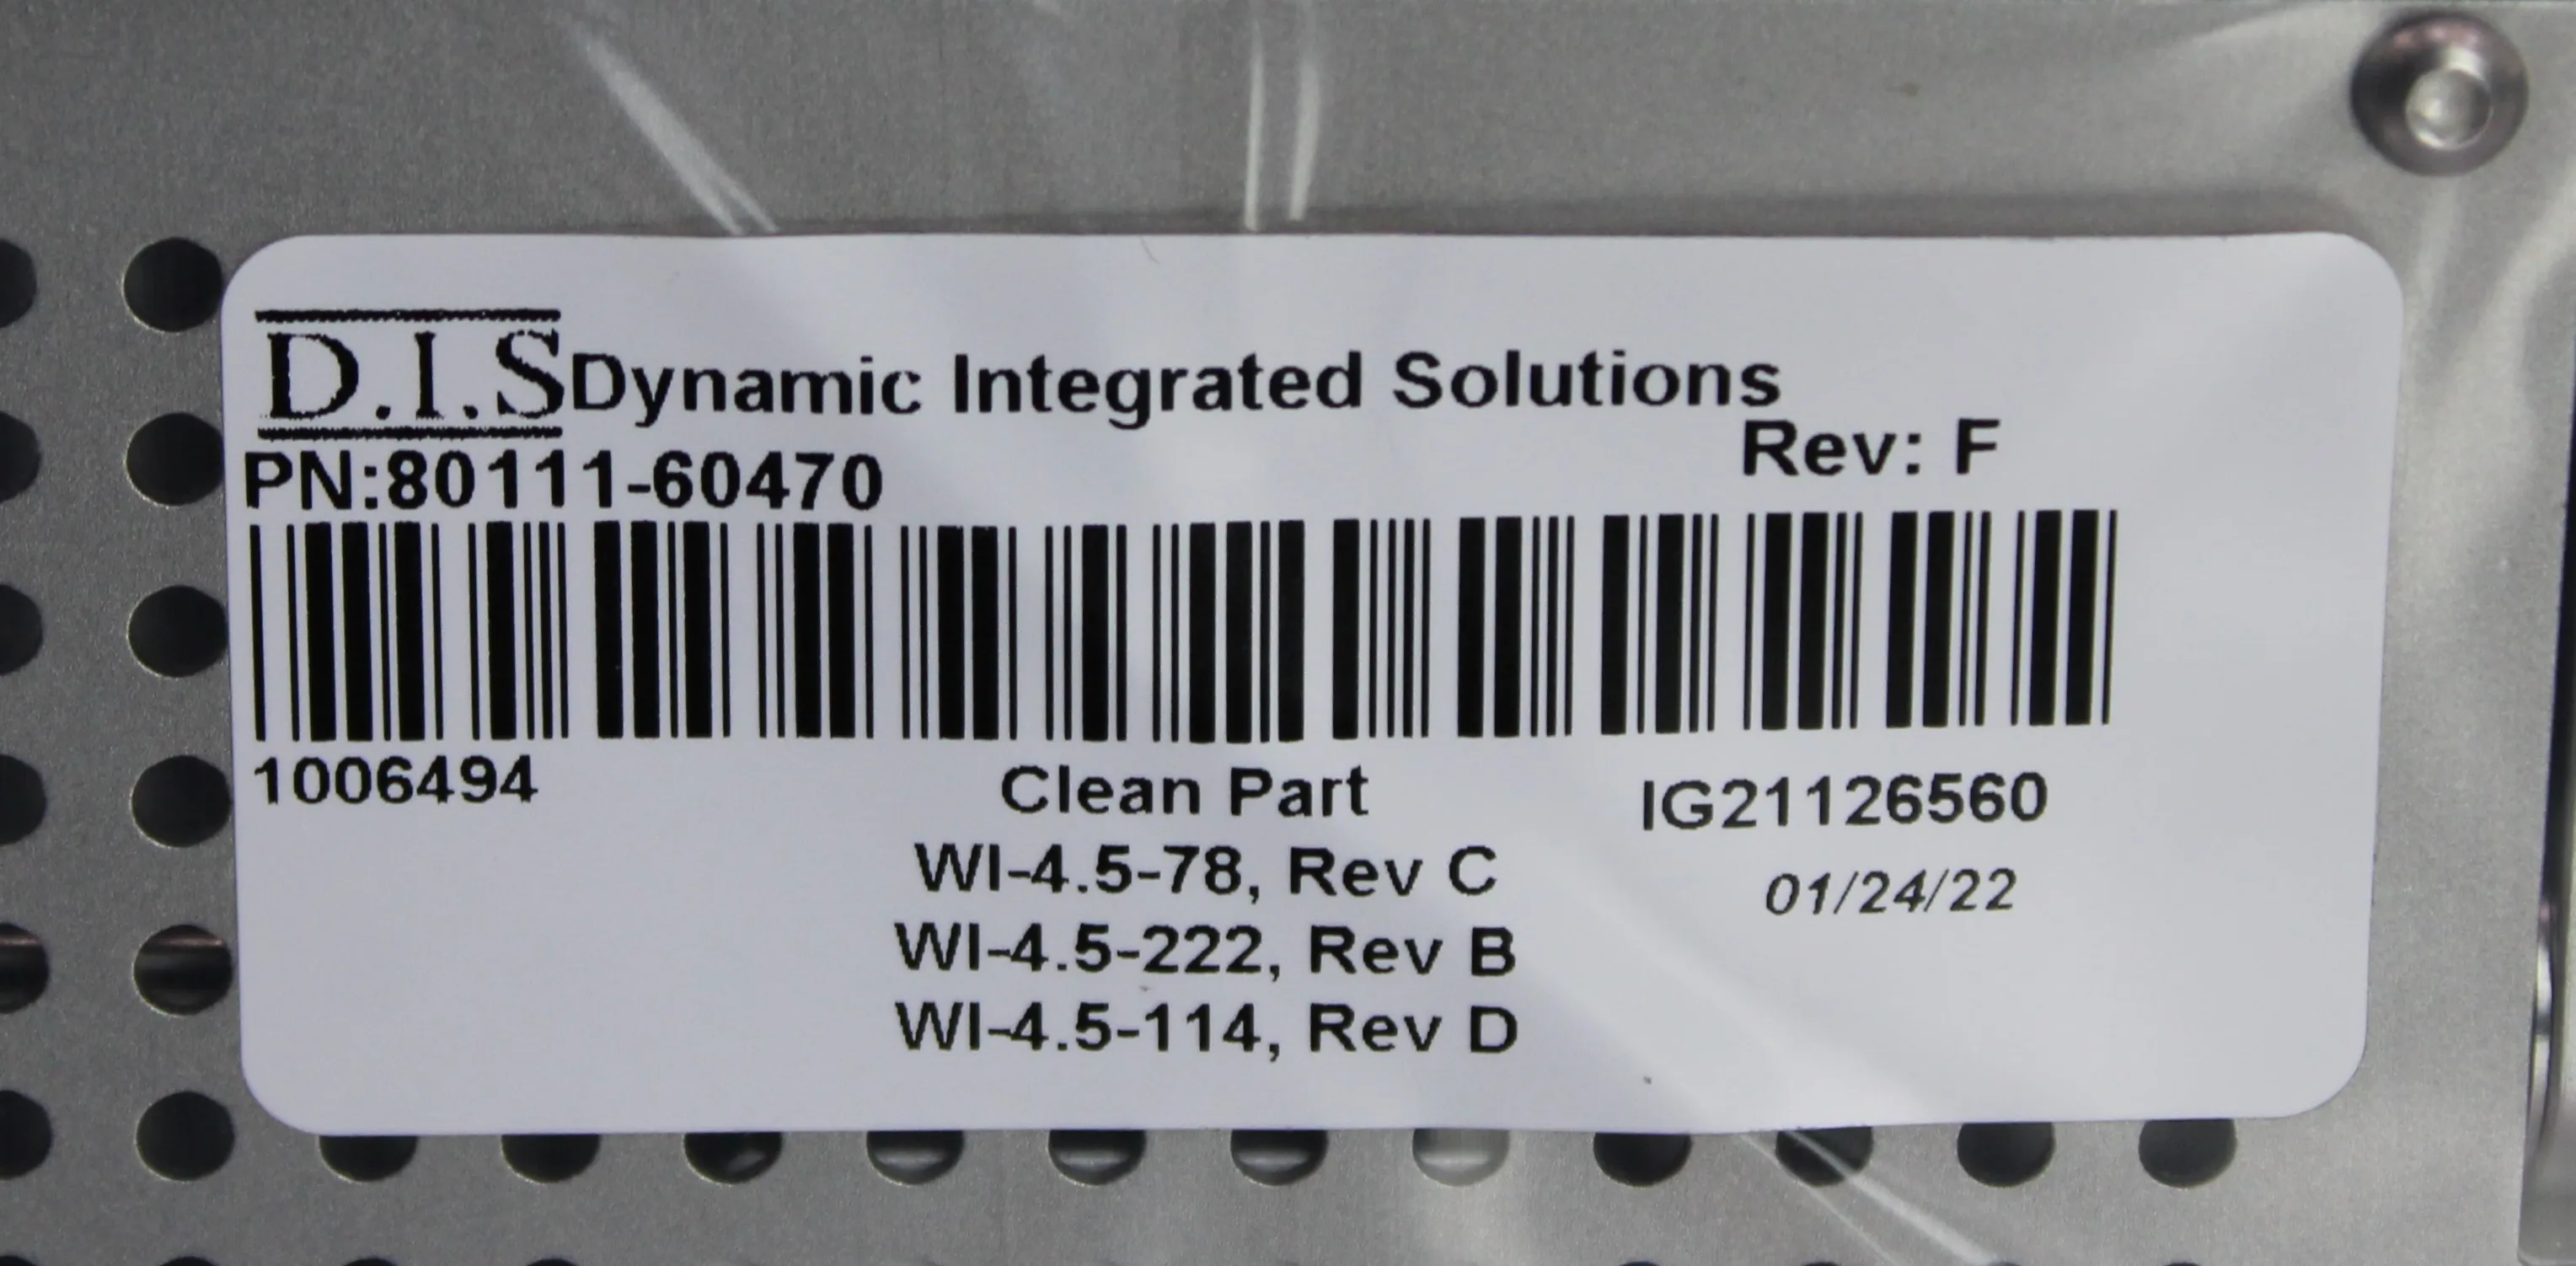 D.I.S Dynamic Integrated Solutions
Rev: F
PN:80111-60470
1006494
Clean Part
IG21126560
WI-4.5-78, Rev C
01/24/22
WI-4.5-222, Rev B
WI-4.5-114, Rev D